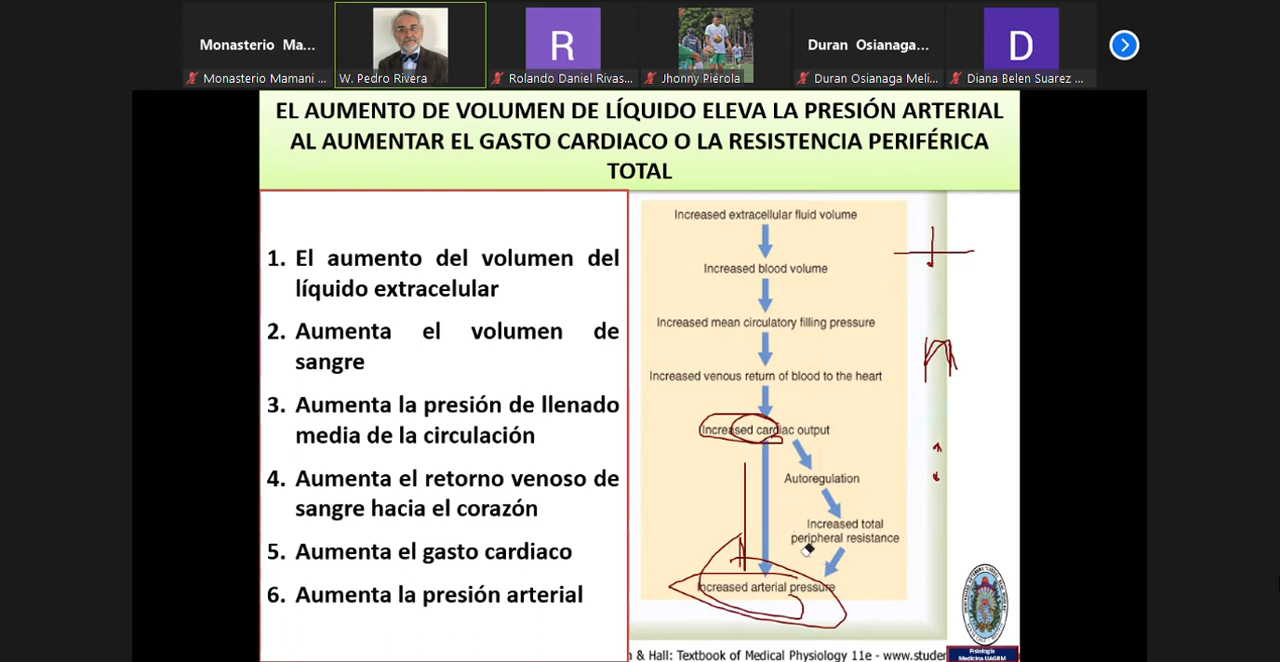 Monasterio Ma...
R
Duran Osianaga...
D
Monasterio Mamani ...
W. Pedro Rivera
Rolando Daniel Rivas...
Jhonny Piérola
Duran Osianaga Meli...
Diana Belen Suarez ...
EL AUMENTO DE VOLUMEN DE LÍQUIDO ELEVA LA PRESIÓN ARTERIAL
AL AUMENTAR EL GASTO CARDIACO O LA RESISTENCIA PERIFÉRICA
TOTAL
1. El aumento del volumen del
líquido extracelular
2. Aumenta el volumen de
sangre
3. Aumenta la presión de llenado
media de la circulación
4. Aumenta el retorno venoso de
sangre hacia el corazón
5. Aumenta el gasto cardiaco
6. Aumenta la presión arterial
Increased extracellular fluid volume
Increased blood volume
Increased mean circulatory filling pressure
Increased venous return of blood to the heart
Increased cardiac output
Autoregulation
Increased total
peripheral resistance
Increased arterial pressure
& Hall: Textbook of Medical Physiology 11e - www.studen
Fisiología
Medicina UAGRM